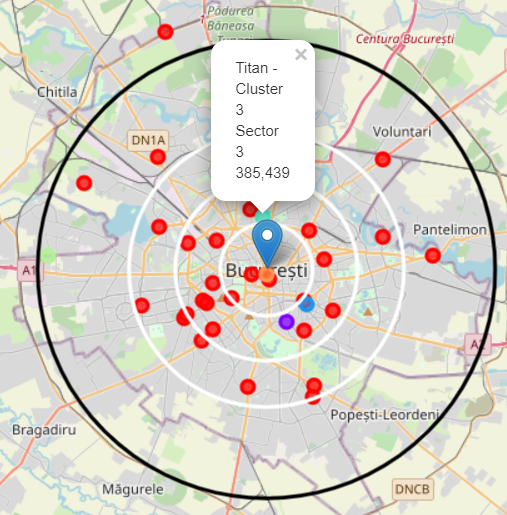 Pădurea
Băneasa
Centura București
×
Titan -
Cluster
3
Sector
3
385,439
Chitila
DN1A
Voluntari
Pantelimon
A1
București
A2
Popești-Leordeni
Bragadiru
Măgurele
DNCB